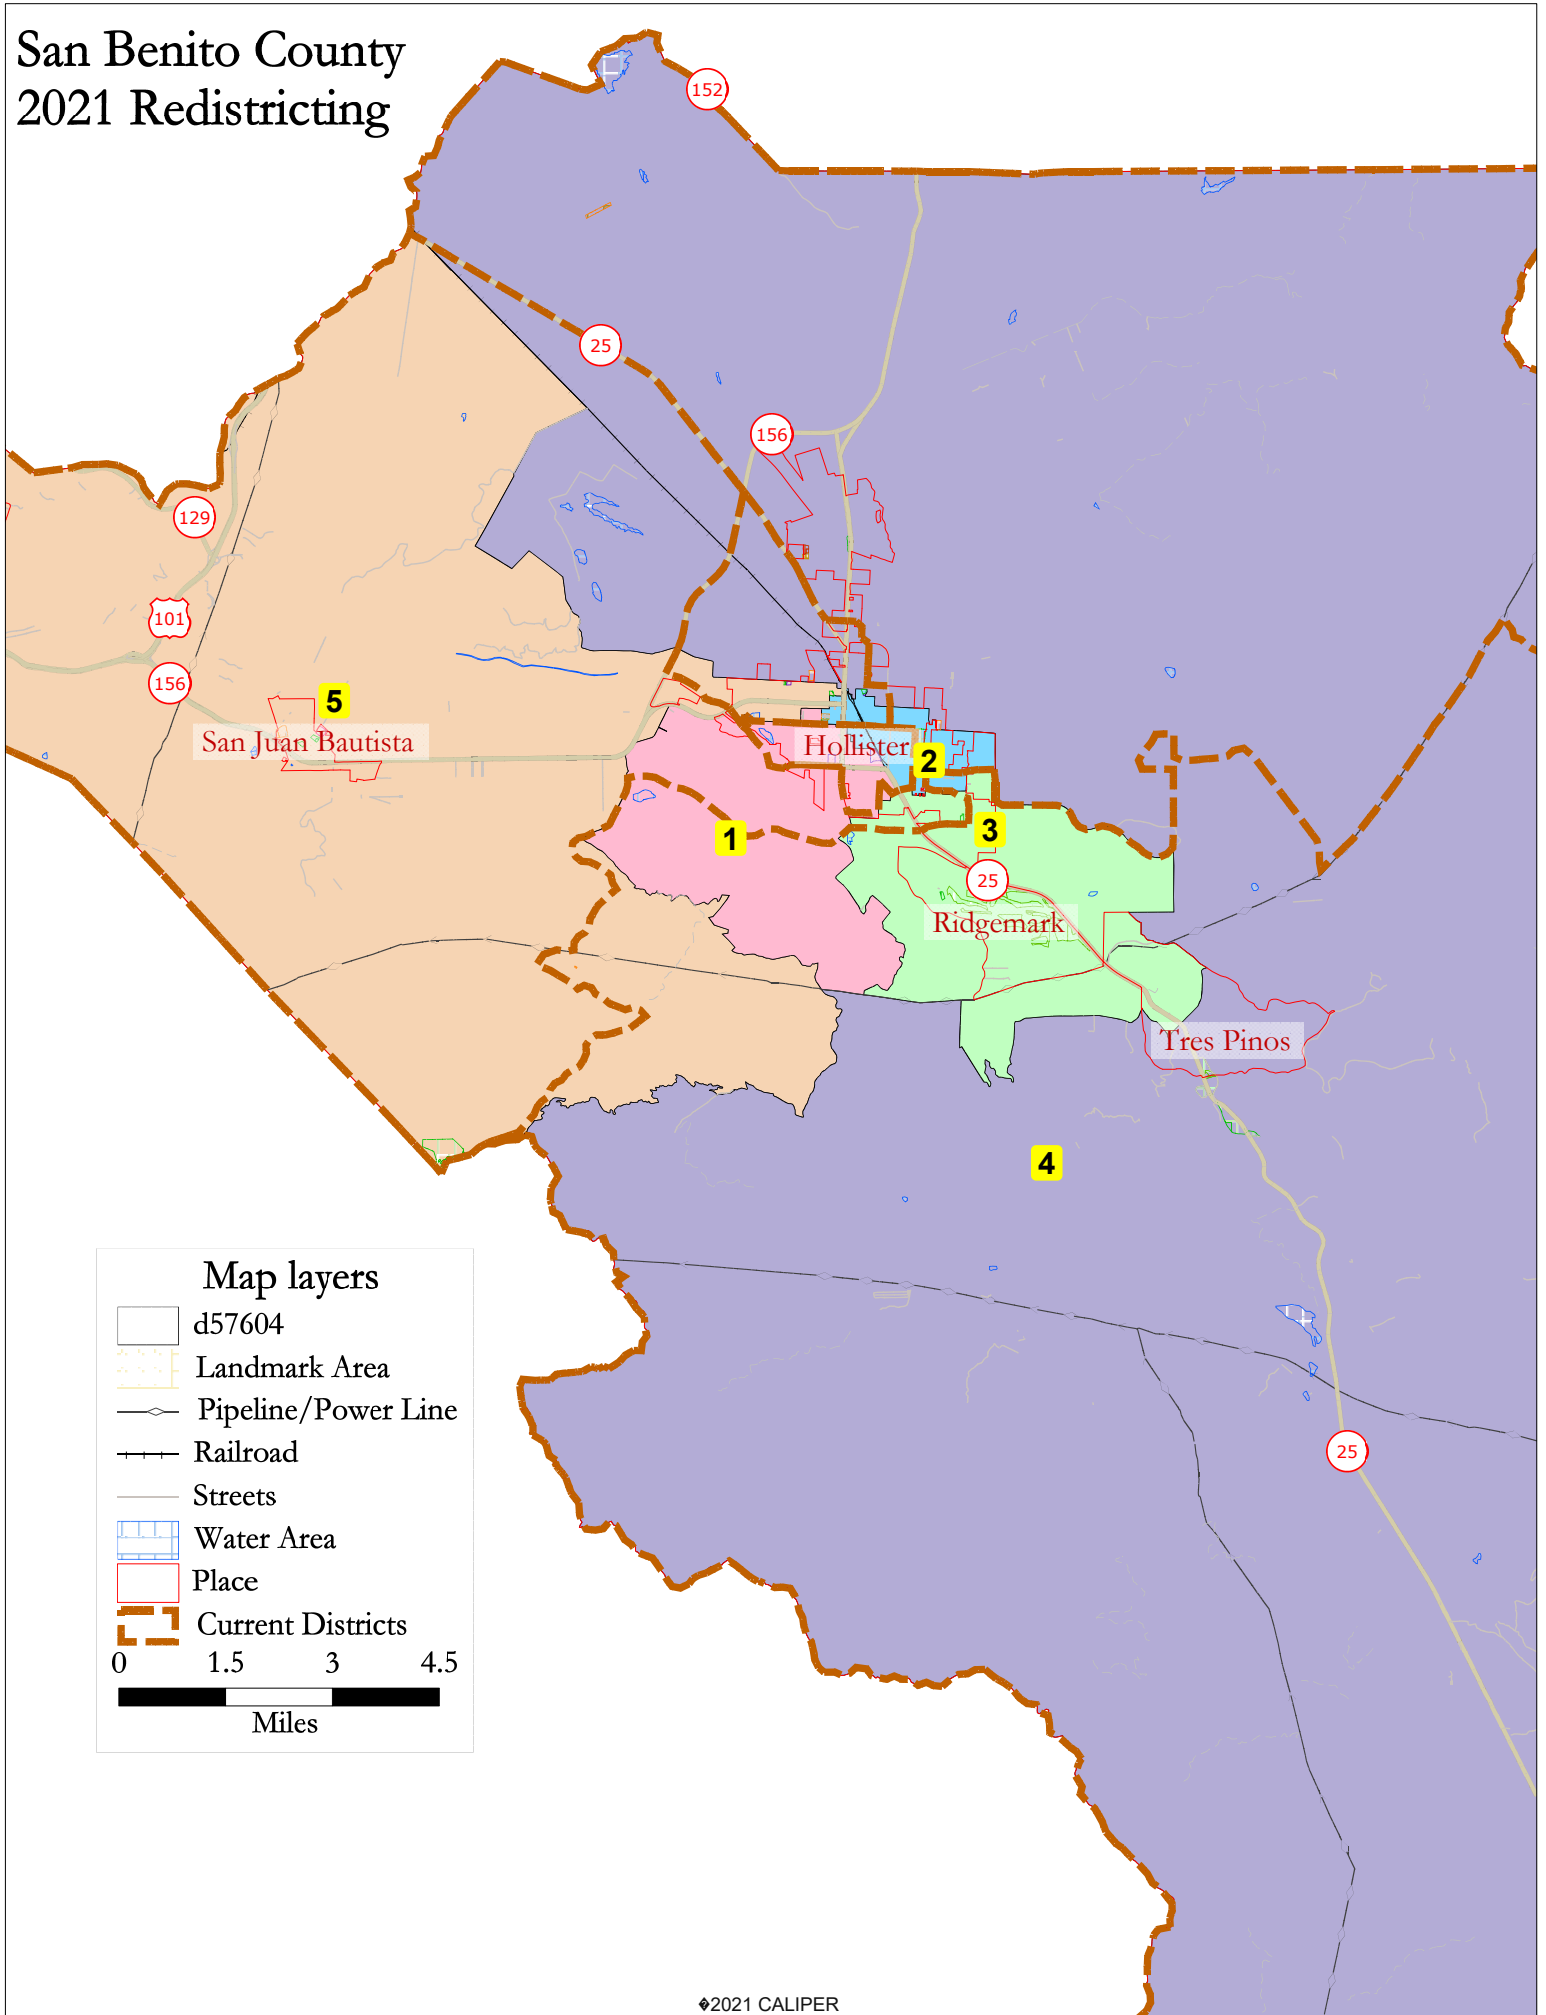 San Benito County
2021 Redistricting
152
25
156
129
101
156
5
San Juan Bautista
Hollister
2
1
3
25
Ridgemark
Tres Pinos
4
25
Map layers
d57604
Landmark Area
Pipeline/Power Line
Railroad
Streets
Water Area
Place
Current Districts
0 1.5 3 4.5
Miles
�2021 CALIPER